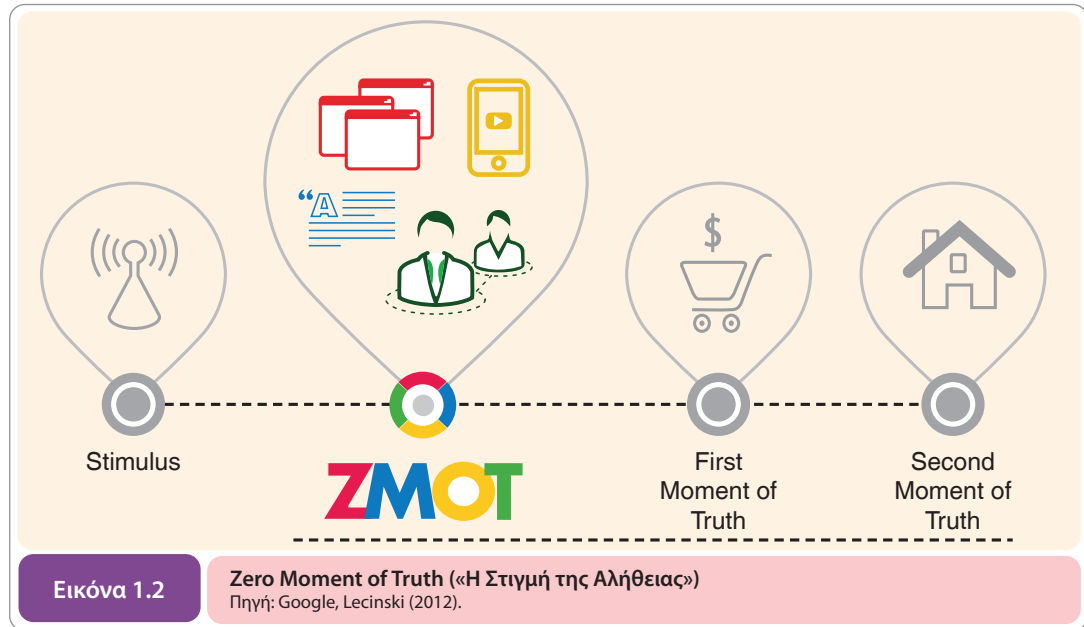 $
“A
Stimulus
ZMOT
First
Moment of
Truth
Second
Moment of
Truth
Εικόνα 1.2
Zero Moment of Truth («Η Στιγμή της Αλήθειας»)
Πηγή: Google, Lecinski (2012).